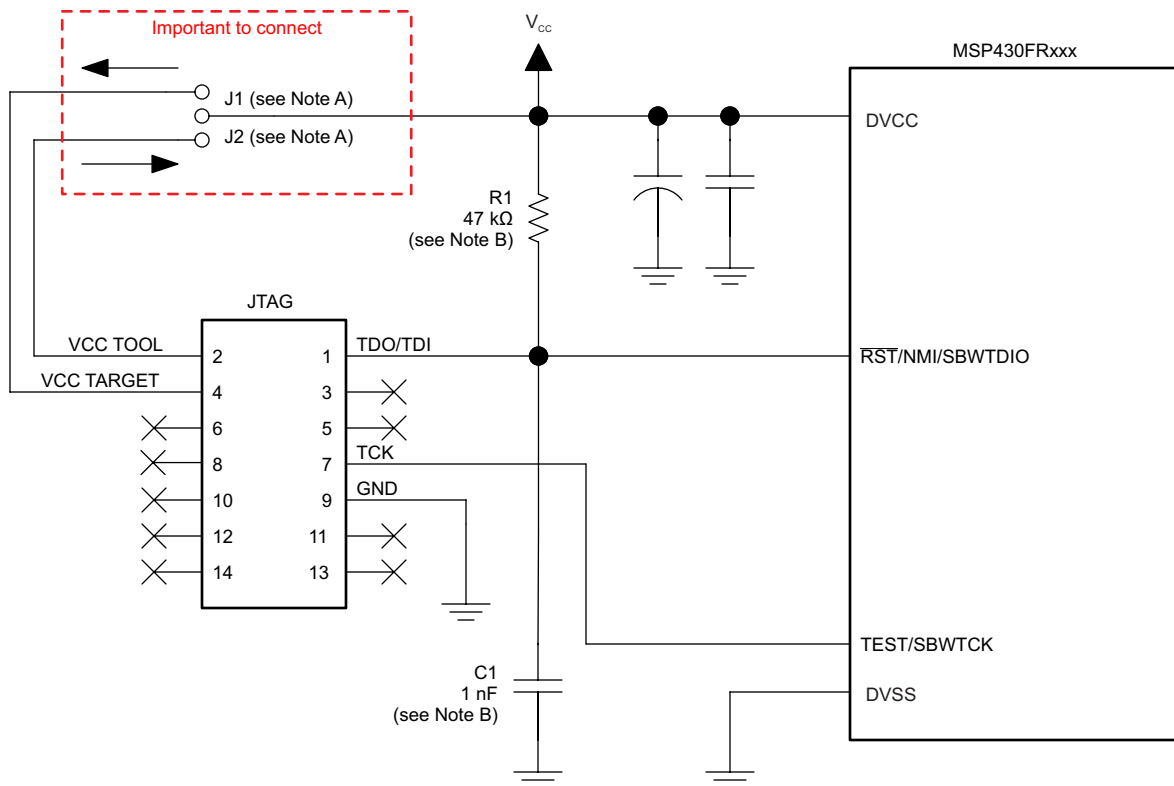 Important to connect
Vcc
MSP430FRxxx
J1 (see Note A)
J2 (see Note A)
DVCC
R1
47 kΩ
(see Note B)
JTAG
VCC TOOL
2
1
TDO/TDI
RST/NMI/SBWTDIO
VCC TARGET
4
3
6
5
8
7
TCK
10
9
GND
12
11
14
13
TEST/SBWTCK
C1
1 nF
(see Note B)
DVSS